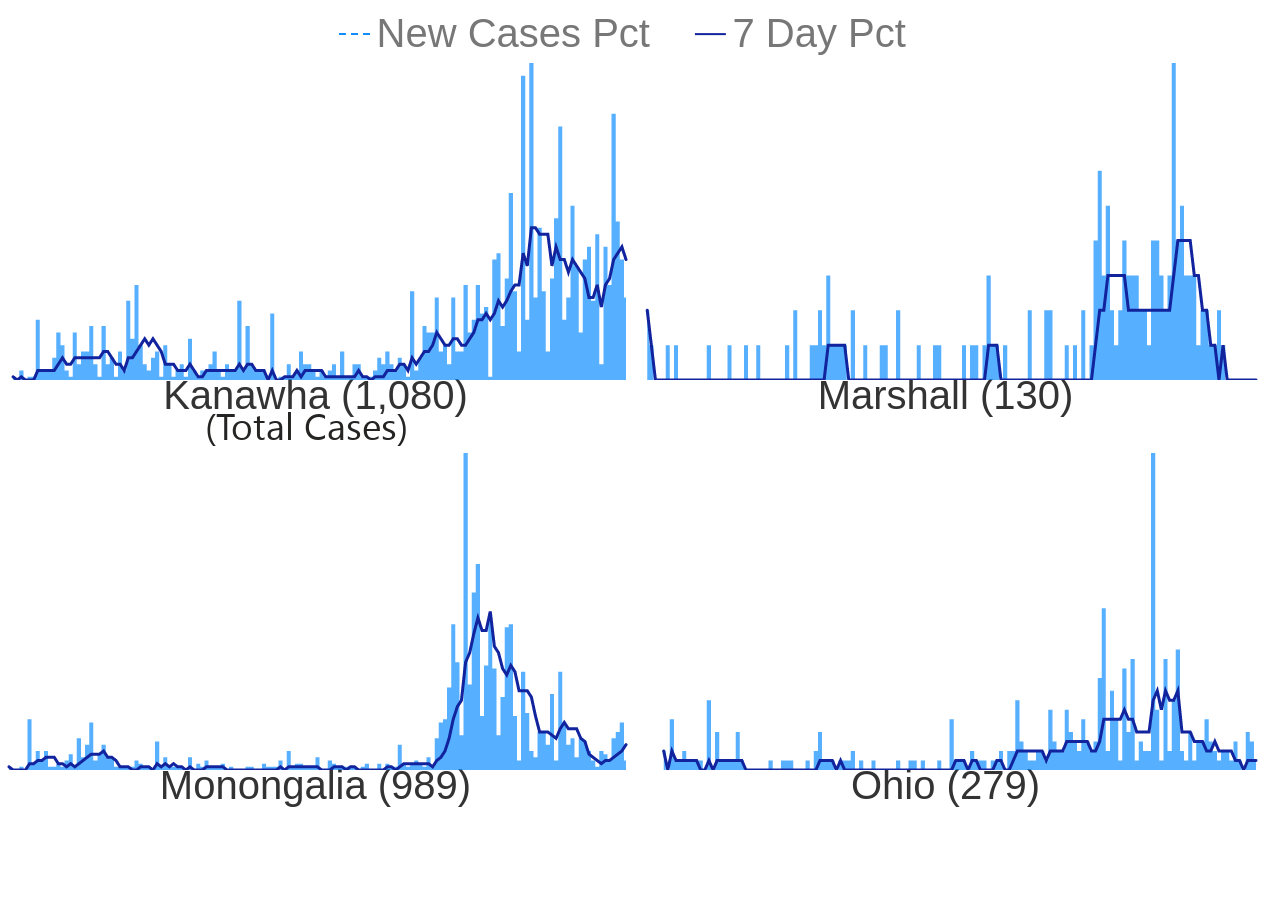 New Cases Pct 7 Day Pct
Kanawha (1,080) Marshall (130)
(Total Cases)
Monongalia (989) Ohio (279)